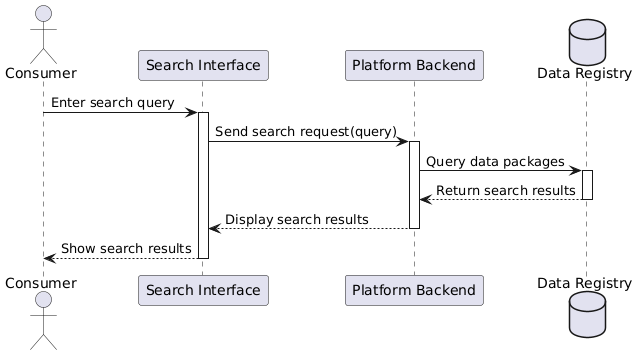 Consumer
Search Interface
Platform Backend
Data Registry
Enter search query
Send search request(query)
Query data packages
Return search results
Display search results
Show search results
Consumer
Search Interface
Platform Backend
Data Registry